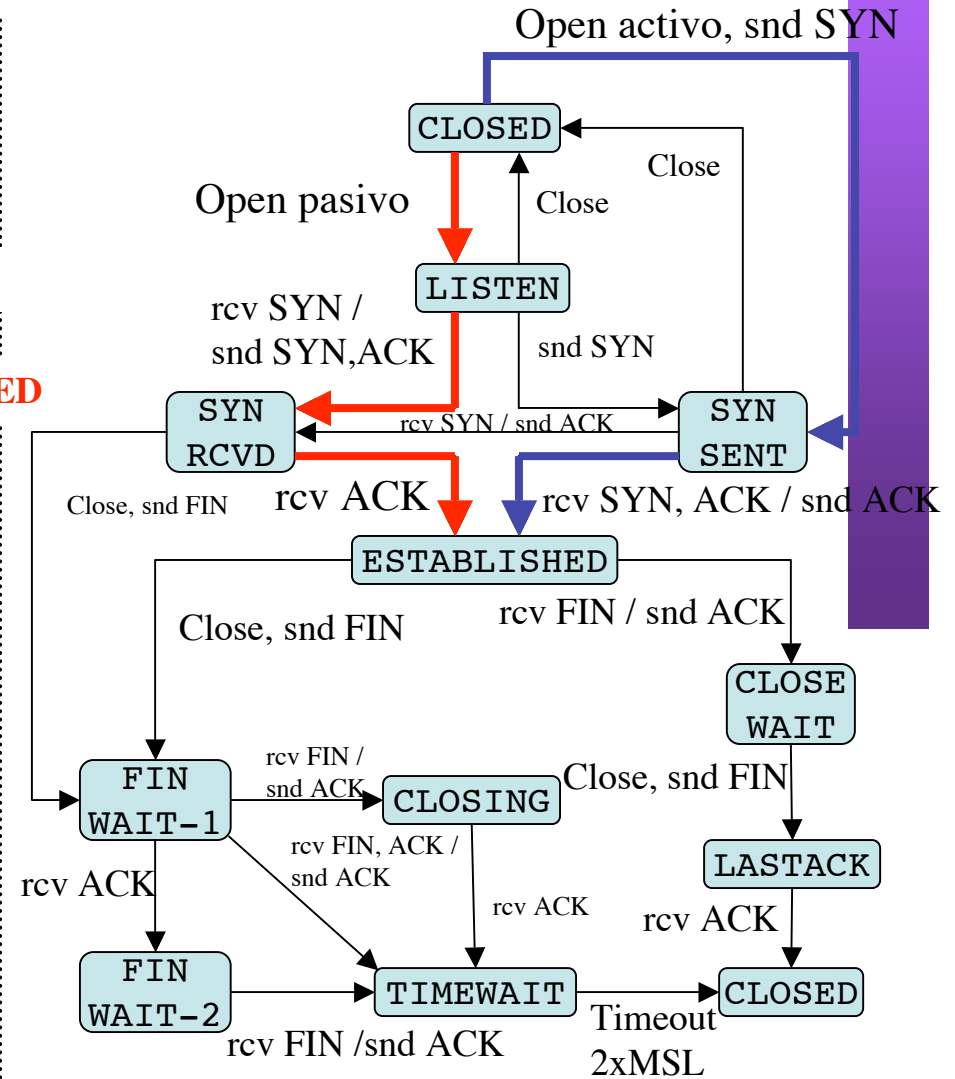 Open activo, snd SYN
CLOSED
Close
Open pasivo
Close
LISTEN
rcv SYN /
snd SYN,ACK
snd SYN
ED
SYN
RCVD
rcv SYN / snd ACK
SYN
SENT
Close, snd FIN
rcv ACK
rcv SYN, ACK / snd ACK
ESTABLISHED
Close, snd FIN
rcv FIN / snd ACK
CLOSE
WAIT
FIN
WAIT-1
rcv FIN /
snd ACK
CLOSING
Close, snd FIN
rcv FIN, ACK /
snd ACK
LASTACK
rcv ACK
rcv ACK
rcv ACK
FIN
WAIT-2
TIMEWAIT
CLOSED
rcv FIN /snd ACK
Timeout
2xMSL